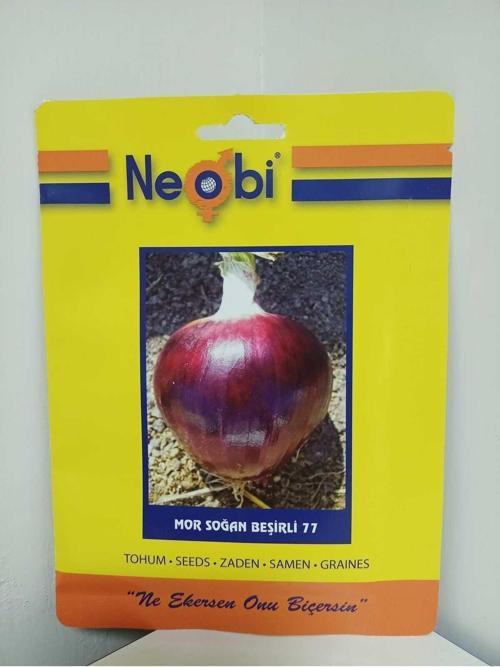 Neobi®
MOR SOĞAN BEŞİRLİ 77
TOHUM • SEEDS • ZADEN • SAMEN • GRAINES
"Ne Ekersen Onu Biçersin"